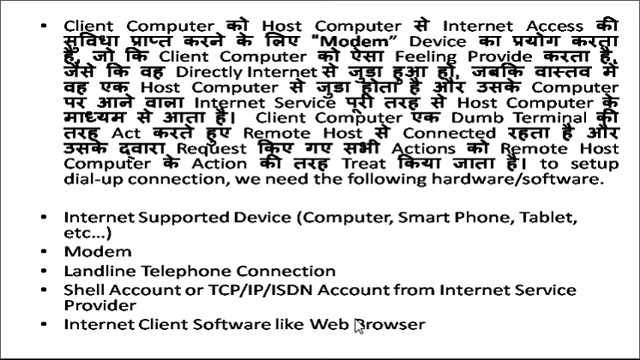 • Client Computer को Host Computer से Internet Access की
सुविधा प्राप्त करने के लिए “Modem” Device का प्रयोग करता
है, जो कि Client Computer को ऐसा Feeling Provide करता है,
जैसे कि वह Directly Internet से जुडा हुआ हो, जबकि वास्तव में
वह एक Host Computer से जुडा होता है और उसके Computer
पर आने वाला Internet Service पूरी तरह से Host Computer के
माध्यम से आता है। Client Computer एक Dumb Terminal की
तरह Act करते हुए Remote Host से Connected रहता है और
उसके द्वारा Request किए गए सभी Actions को Remote Host
Computer के Action की तरह Treat किया जाता है। to setup
dial-up connection, we need the following hardware/software.
• Internet Supported Device (Computer, Smart Phone, Tablet,
etc...)
• Modem
• Landline Telephone Connection
• Shell Account or TCP/IP/ISDN Account from Internet Service
Provider
• Internet Client Software like Web Browser